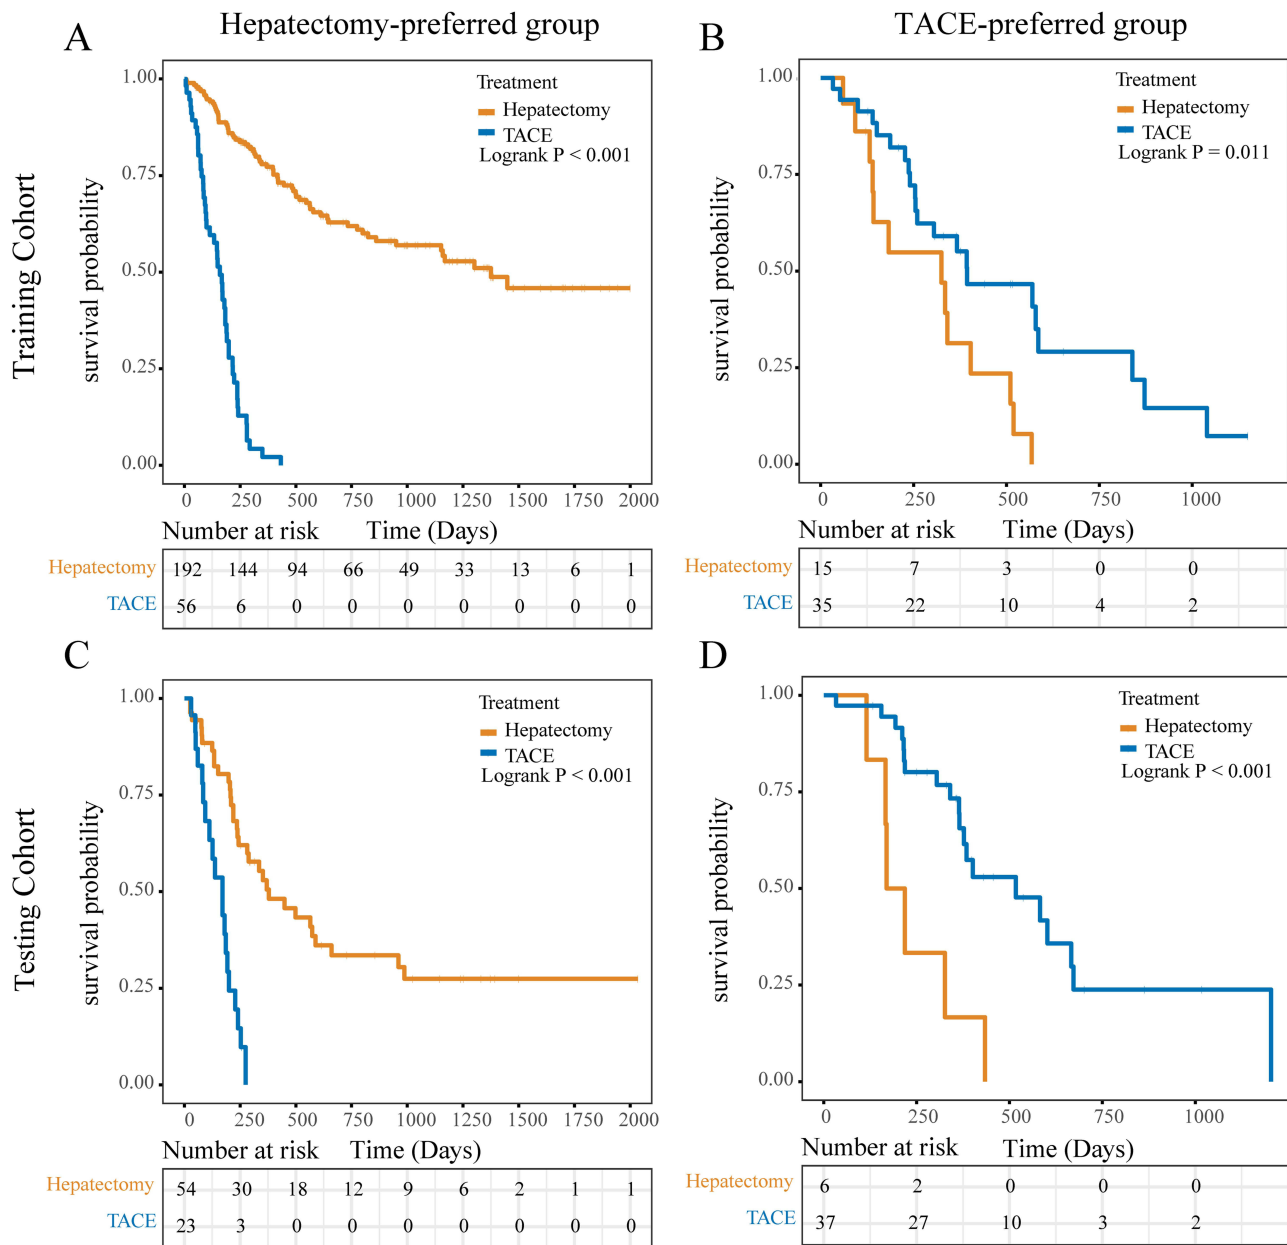 Hepatectomy-preferred group
TACE-preferred group
Training Cohort
Testing Cohort
A
survival probability
1.00
0.75
0.50
0.25
0.00
Treatment
Hepatectomy
TACE
Logrank P < 0.001
0 250 500 750 1000 1250 1500 1750 2000
Number at risk Time (Days)
Hepatectomy 192 144 94 66 49 33 13 6 1
TACE 56 6 0 0 0 0 0 0 0
B
survival probability
1.00
0.75
0.50
0.25
0.00
Treatment
Hepatectomy
TACE
Logrank P = 0.011
0 250 500 750 1000
Number at risk Time (Days)
Hepatectomy 15 7 3 0 0
TACE 35 22 10 4 2
C
survival probability
1.00
0.75
0.50
0.25
0.00
Treatment
Hepatectomy
TACE
Logrank P < 0.001
0 250 500 750 1000 1250 1500 1750 2000
Number at risk Time (Days)
Hepatectomy 54 30 18 12 9 6 2 1 1
TACE 23 3 0 0 0 0 0 0 0
D
survival probability
1.00
0.75
0.50
0.25
0.00
Treatment
Hepatectomy
TACE
Logrank P < 0.001
0 250 500 750 1000
Number at risk Time (Days)
Hepatectomy 6 2 0 0 0
TACE 37 27 10 3 2